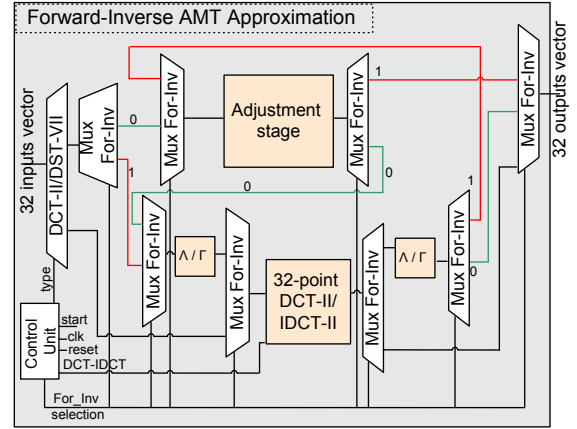 Forward-Inverse AMT Approximation
32 inputs vector
DCT-II/DST-VII
Mux
For-Inv
0
1
Mux For-Inv
Adjustment
stage
Mux For-Inv
1
0
0
Mux For-Inv
32 outputs vector
Mux For-Inv
Λ / Γ
Mux For-Inv
32-point
DCT-II/
IDCT-II
Mux For-Inv
Λ / Γ
Mux For-Inv
1
0
type
Control
Unit
start
clk
reset
DCT-IDCT
For_Inv
selection